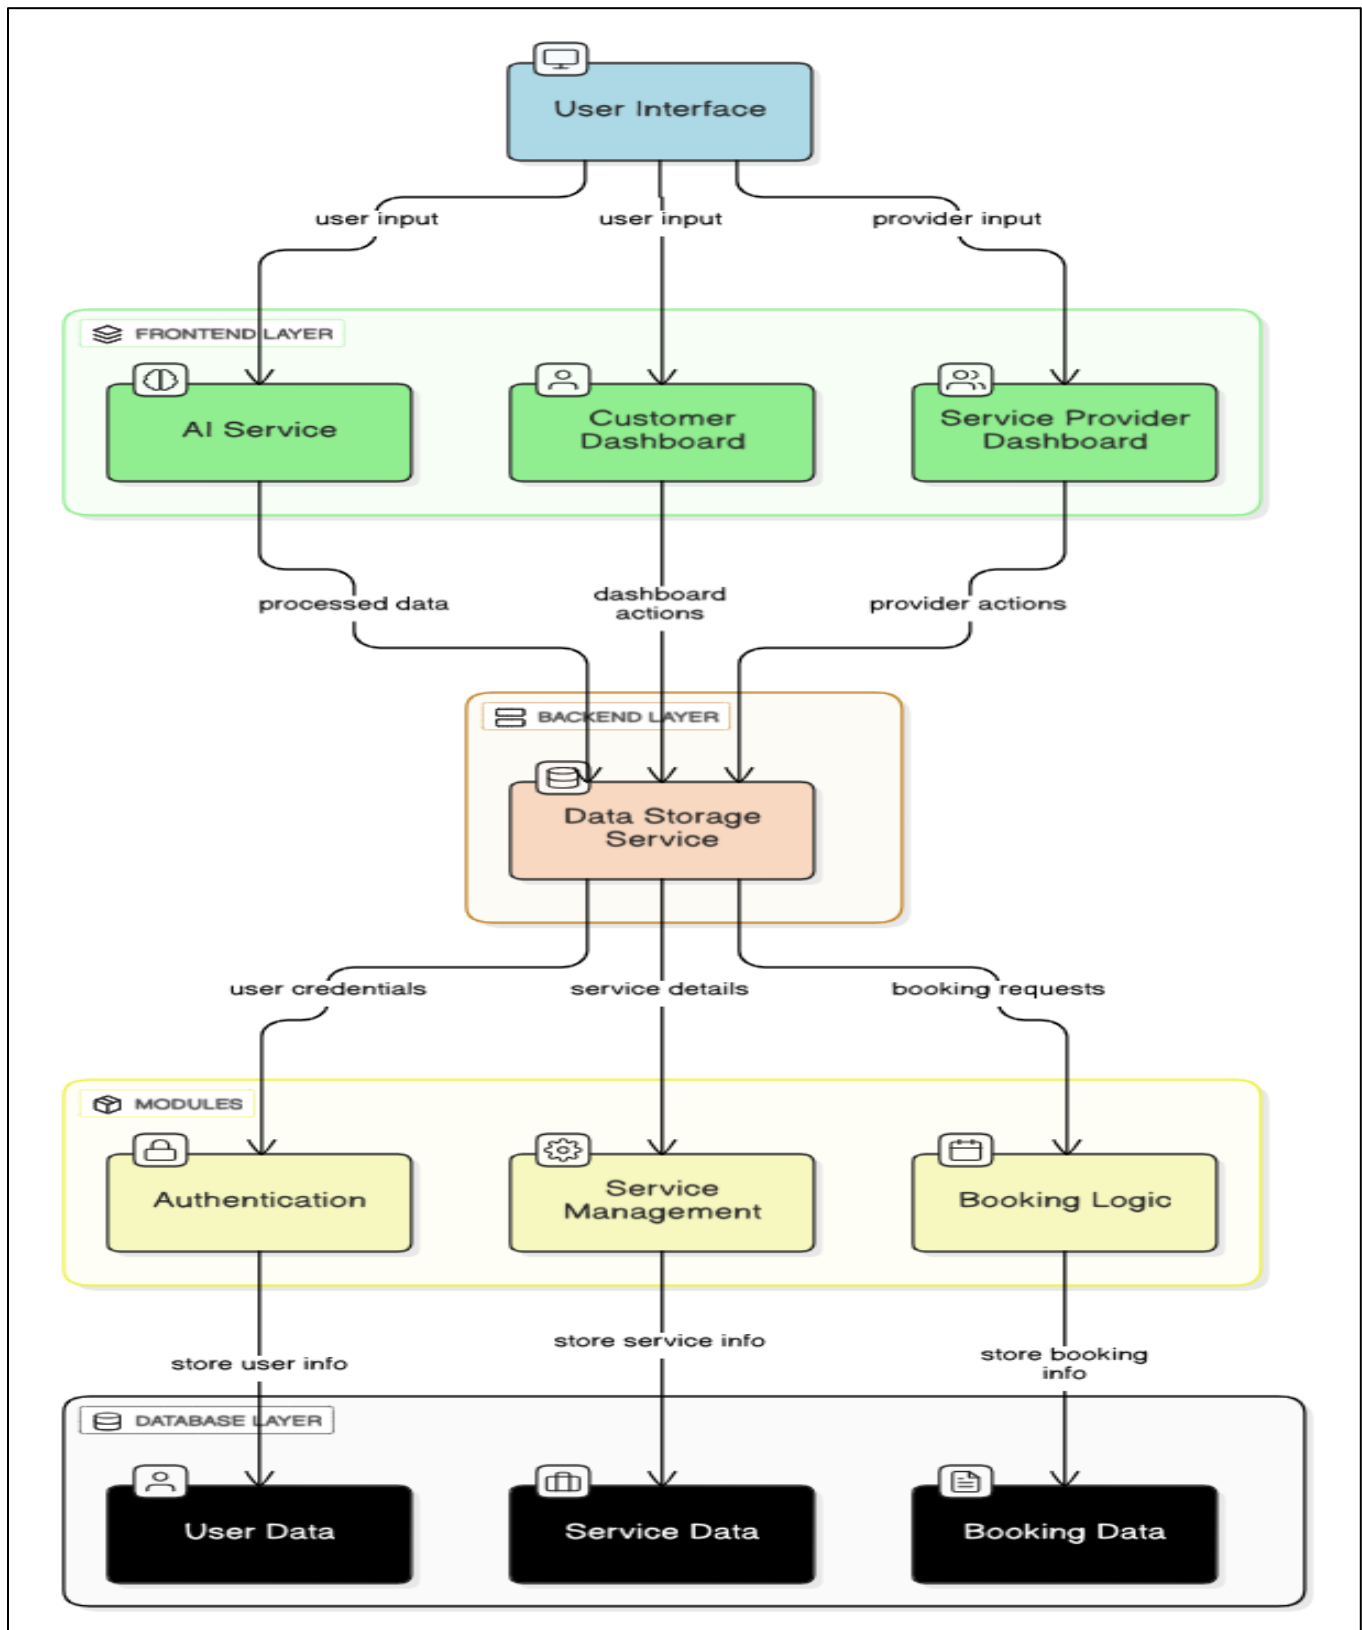 User Interface
user input
user input
provider input
FRONTEND LAYER
AI Service
Customer
Dashboard
Service Provider
Dashboard
processed data
dashboard
actions
provider actions
BACKEND LAYER
Data Storage
Service
user credentials
service details
booking requests
MODULES
Authentication
Service
Management
Booking Logic
store user info
store service info
store booking
info
DATABASE LAYER
User Data
Service Data
Booking Data